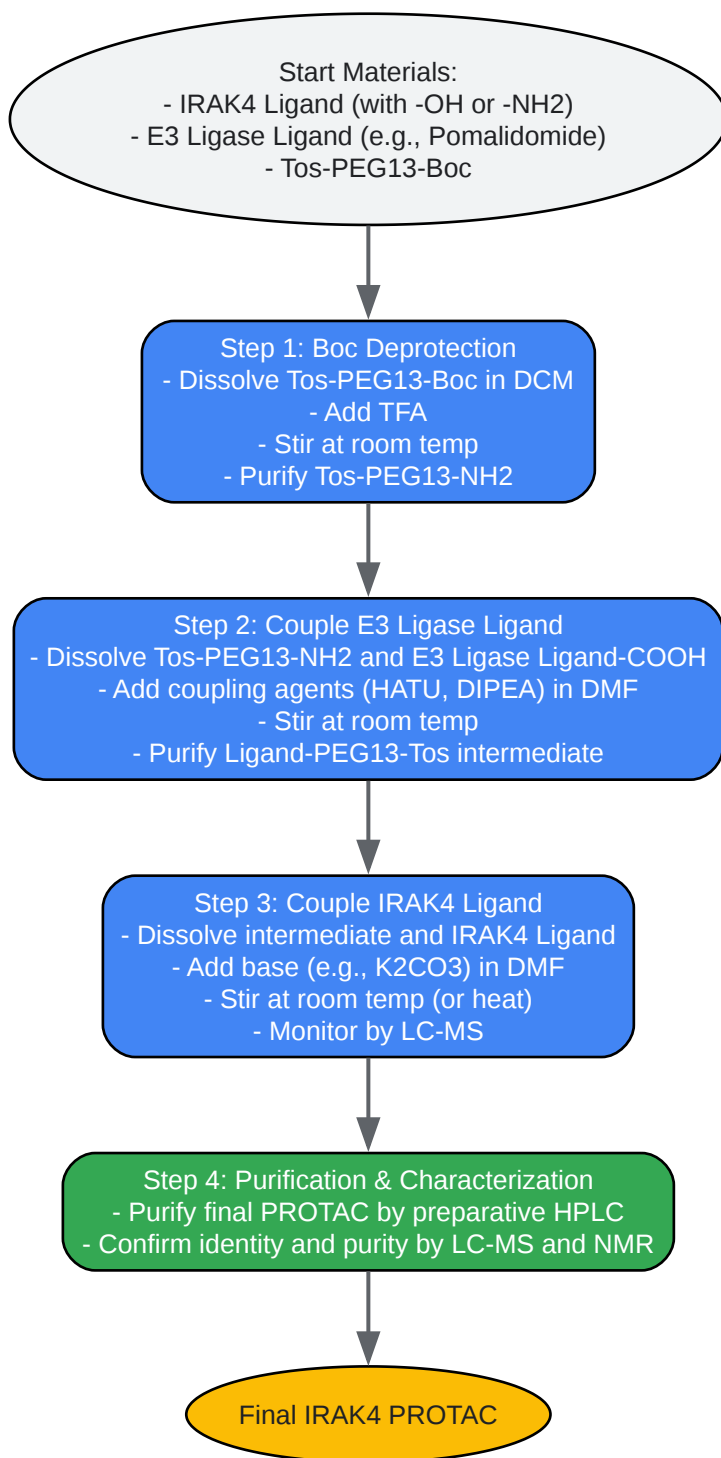 Start Materials:
- IRAK4 Ligand (with -OH or -NH2)
- E3 Ligase Ligand (e.g., Pomalidomide)
- Tos-PEG13-Boc
Step 1: Boc Deprotection
- Dissolve Tos-PEG13-Boc in DCM
- Add TFA
- Stir at room temp
- Purify Tos-PEG13-NH2
Step 2: Couple E3 Ligase Ligand
- Dissolve Tos-PEG13-NH2 and E3 Ligase Ligand-COOH
- Add coupling agents (HATU, DIPEA) in DMF
- Stir at room temp
- Purify Ligand-PEG13-Tos intermediate
Step 3: Couple IRAK4 Ligand
- Dissolve intermediate and IRAK4 Ligand
- Add base (e.g., K2CO3) in DMF
- Stir at room temp (or heat)
- Monitor by LC-MS
Step 4: Purification & Characterization
- Purify final PROTAC by preparative HPLC
- Confirm identity and purity by LC-MS and NMR
Final IRAK4 PROTAC